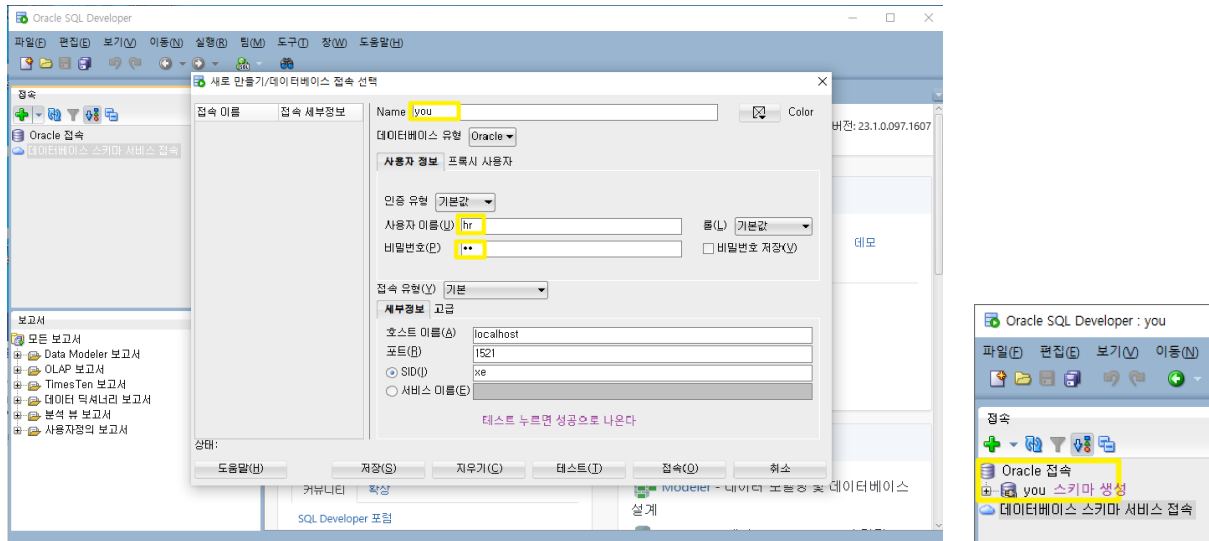 Oracle SQL Developer
파일(F) 편집(E) 보기(V) 이동(N) 실행(R) 팀(M) 도구(T) 창(W) 도움말(H)
접속
Oracle 접속
데이터베이스 스키마 서비스 접속
보고서
모든 보고서
Data Modeler 보고서
OLAP 보고서
TimesTen 보고서
데이터 딕셔너리 보고서
분석 뷰 보고서
사용자정의 보고서
새로 만들기/데이터베이스 접속 선택
접속 이름 접속 세부정보
Name you
Color
데이터베이스 유형 Oracle
사용자 정보 프록시 사용자
인증 유형 기본값
사용자 이름(U) hr
롤(L) 기본값
비밀번호(P) ••
비밀번호 저장(V)
접속 유형(Y) 기본
세부정보 고급
호스트 이름(A) localhost
포트(R) 1521
SID(I) xe
서비스 이름(E)
테스트 누르면 성공으로 나온다
상태:
도움말(H) 저장(S) 지우기(C) 테스트(T) 접속(O) 취소
버전: 23.1.0.097.1607
데모
커뮤니티 확장
SQL Developer 포럼
Modeler - 데이터 모델링 및 데이터베이스
설계
Oracle SQL Developer : you
파일(F) 편집(E) 보기(V) 이동(N)
접속
Oracle 접속
you 스키마 생성
데이터베이스 스키마 서비스 접속